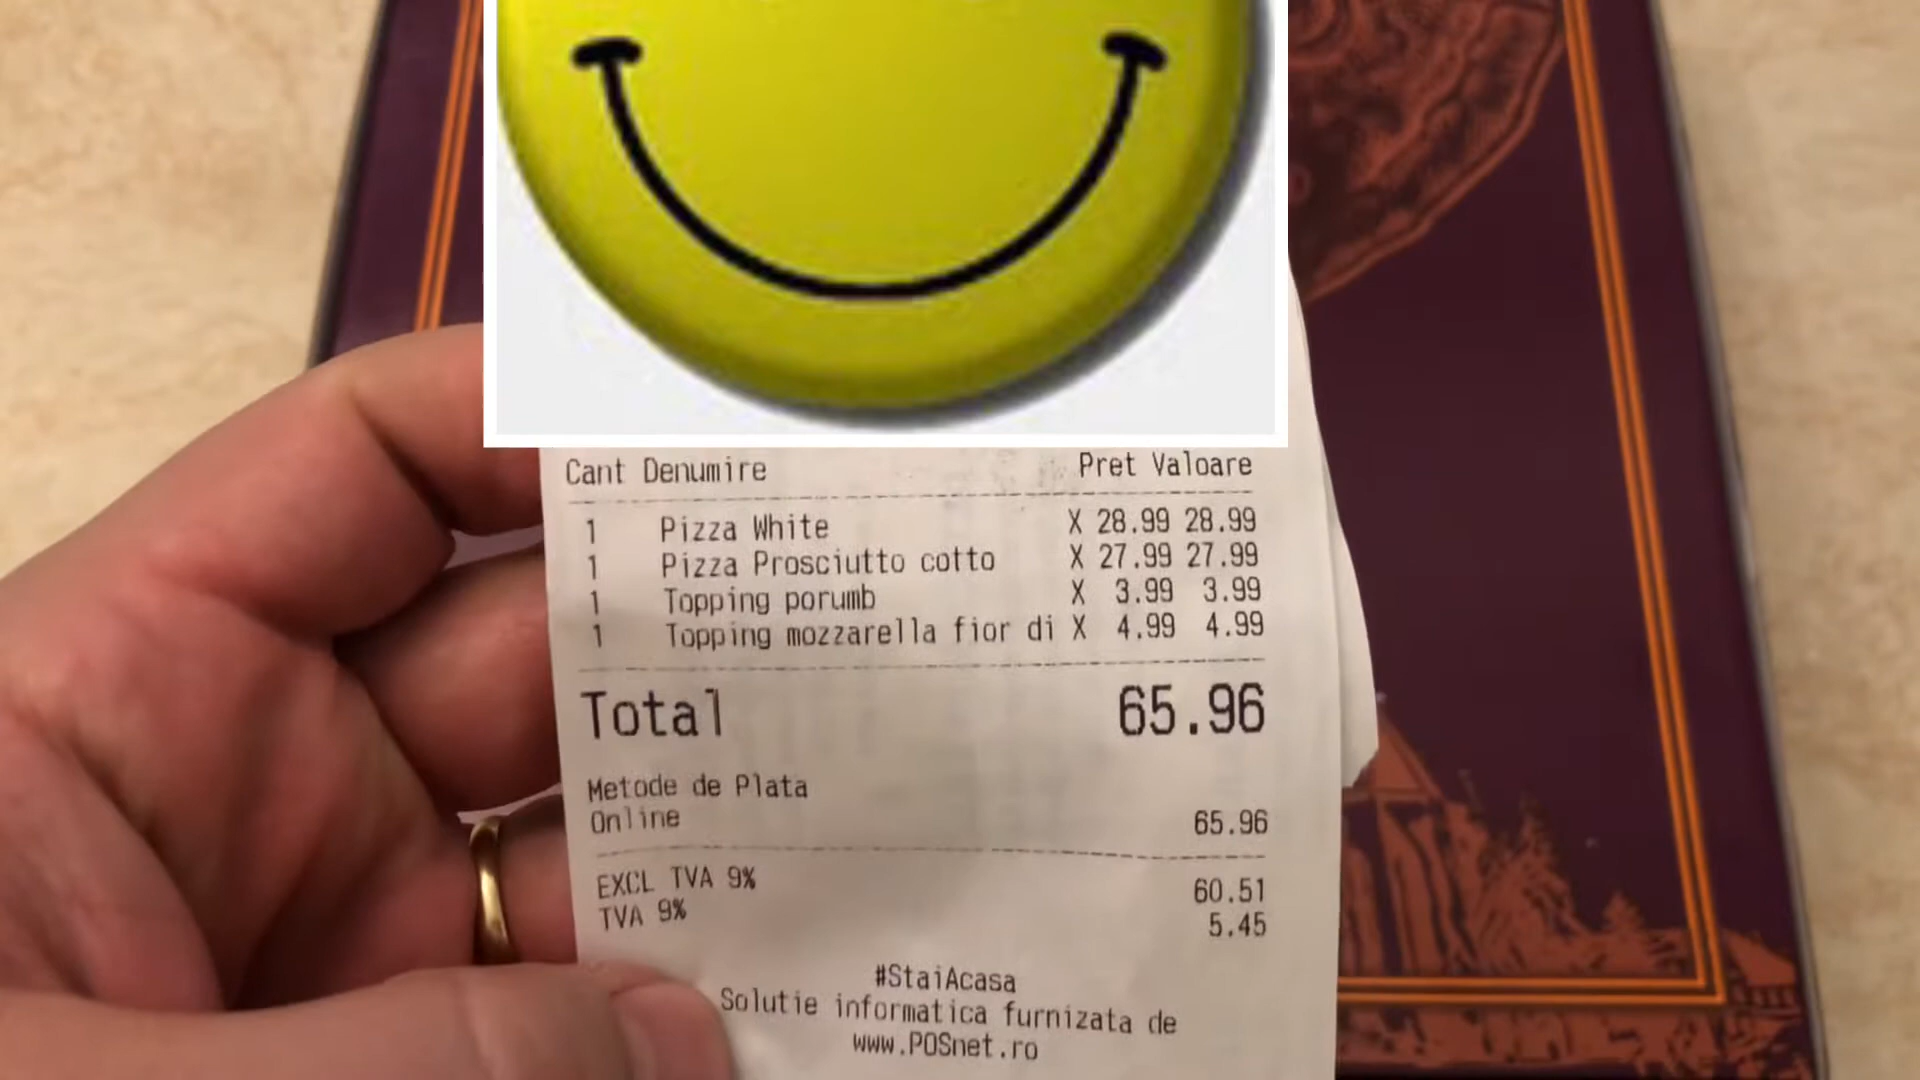 Cant Denumire Pret Valoare
1 Pizza White X 28.99 28.99
1 Pizza Prosciutto cotto X 27.99 27.99
1 Topping porumb X 3.99 3.99
1 Topping mozzarella fior di X 4.99 4.99
Total 65.96
Metode de Plata
Online 65.96
EXCL TVA 9% 60.51
TVA 9% 5.45
#StaiAcasa
Solutie informatica furnizata de
www.POSnet.ro